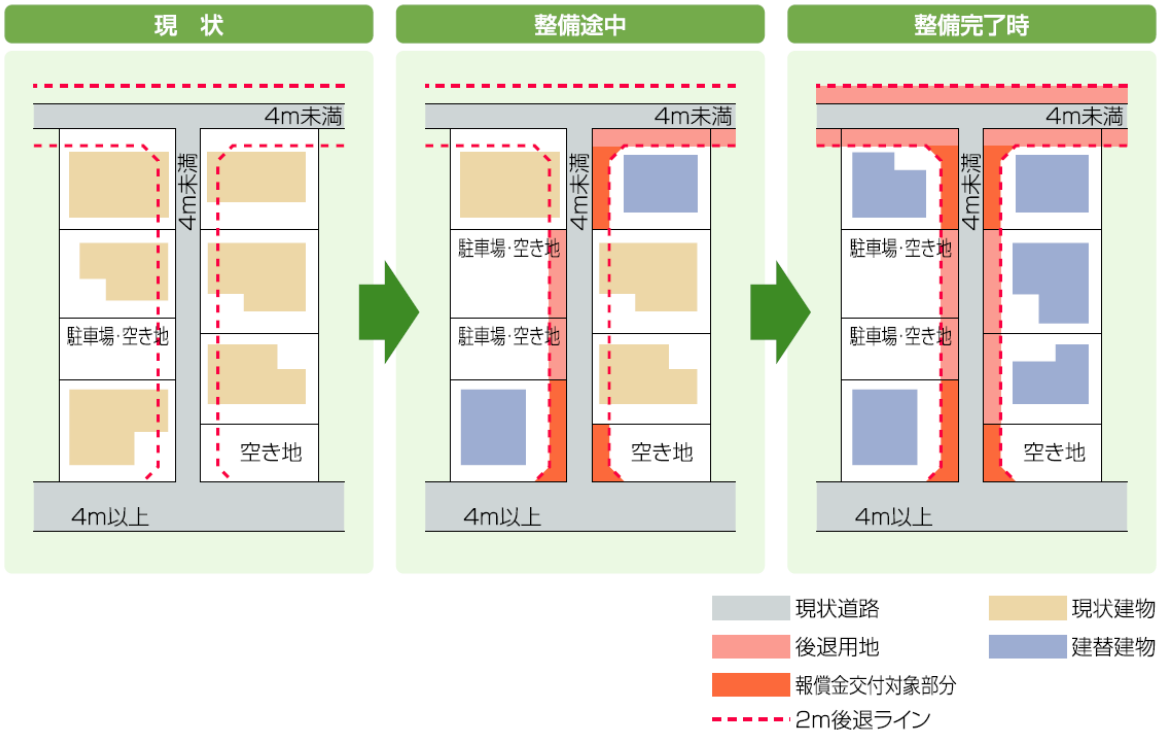 現 状
整備途中
整備完了時
4m未満
4m未満
駐車場・空き地
空き地
4m以上
4m未満
4m未満
駐車場・空き地
駐車場・空き地
空き地
4m以上
4m未満
4m未満
駐車場・空き地
駐車場・空き地
空き地
4m以上
現状道路
現状建物
後退用地
建替建物
報償金交付対象部分
2m後退ライン